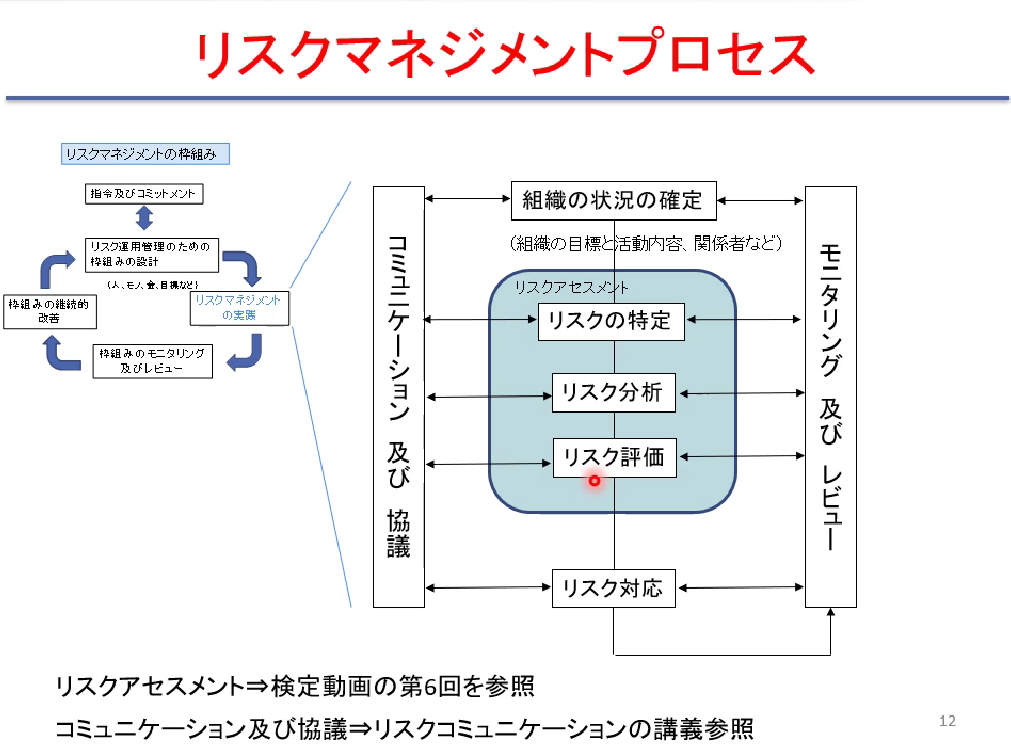 リスクマネジメントプロセス
リスクマネジメントの枠組み
指令及びコミットメント
リスク運用管理のための
枠組みの設計
(人、モノ、金、目標など)
枠組みの継続的
改善
リスクマネジメント
の実践
枠組みのモニタリング
及びレビュー
コミュニケーション 及び 協議
組織の状況の確定
(組織の目標と活動内容、関係者など)
リスクアセスメント
リスクの特定
リスク分析
リスク評価
リスク対応
モニタリング 及び レビュー
リスクアセスメント⇒検定動画の第6回を参照
コミュニケーション及び協議⇒リスクコミュニケーションの講義参照
12